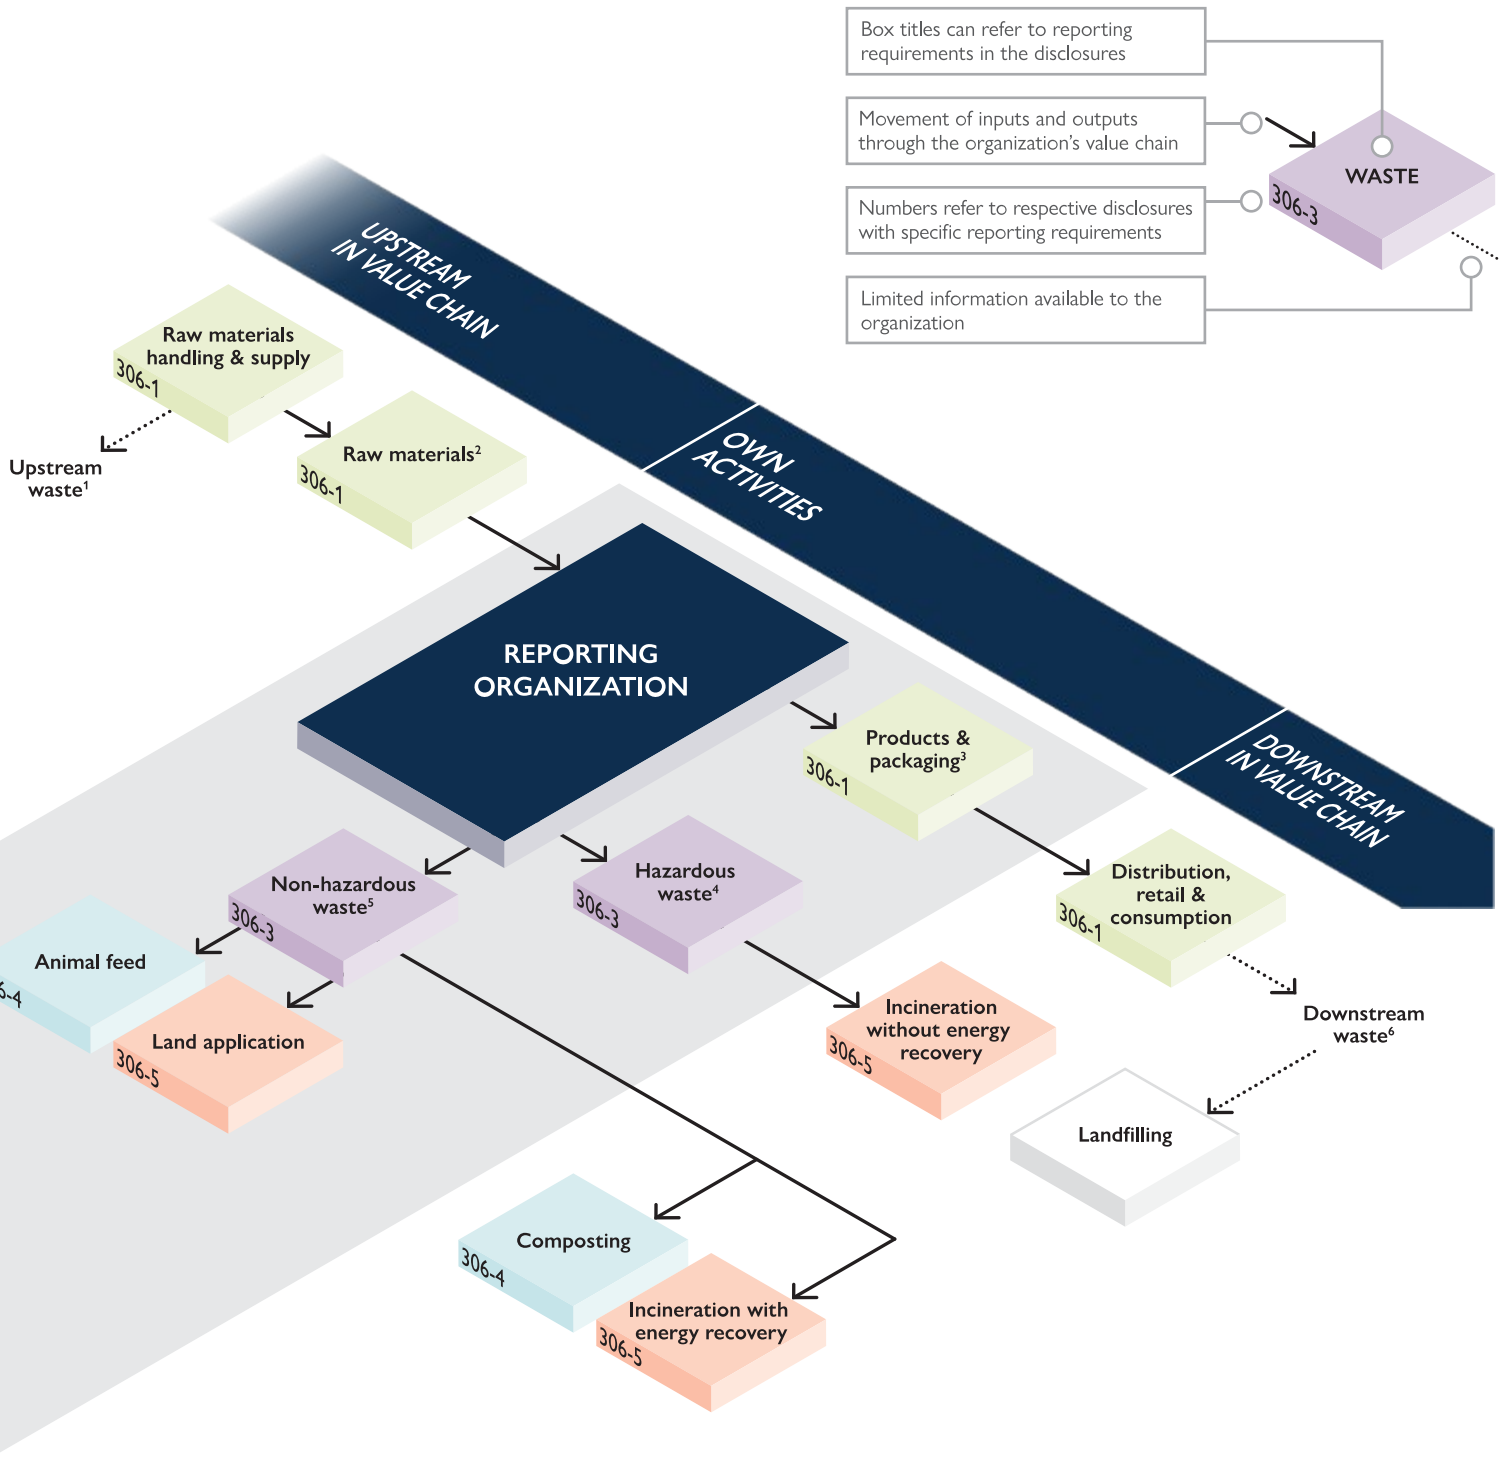 Box titles can refer to reporting
requirements in the disclosures
Movement of inputs and outputs
through the organization's value chain
Numbers refer to respective disclosures
with specific reporting requirements
Limited information available to the
organization
WASTE
306-3
UPSTREAM
IN VALUE CHAIN
OWN
ACTIVITIES
DOWNSTREAM
IN VALUE CHAIN
Raw materials
handling & supply
306-1
Upstream
waste¹
Raw materials²
306-1
REPORTING
ORGANIZATION
Products &
packaging³
306-1
Distribution,
retail &
consumption
306-1
Non-hazardous
waste⁵
306-3
Hazardous
waste⁴
306-3
Animal feed
6-4
Land application
306-5
Incineration
without energy
recovery
306-5
Downstream
waste⁶
Landfilling
Composting
306-4
Incineration with
energy recovery
306-5